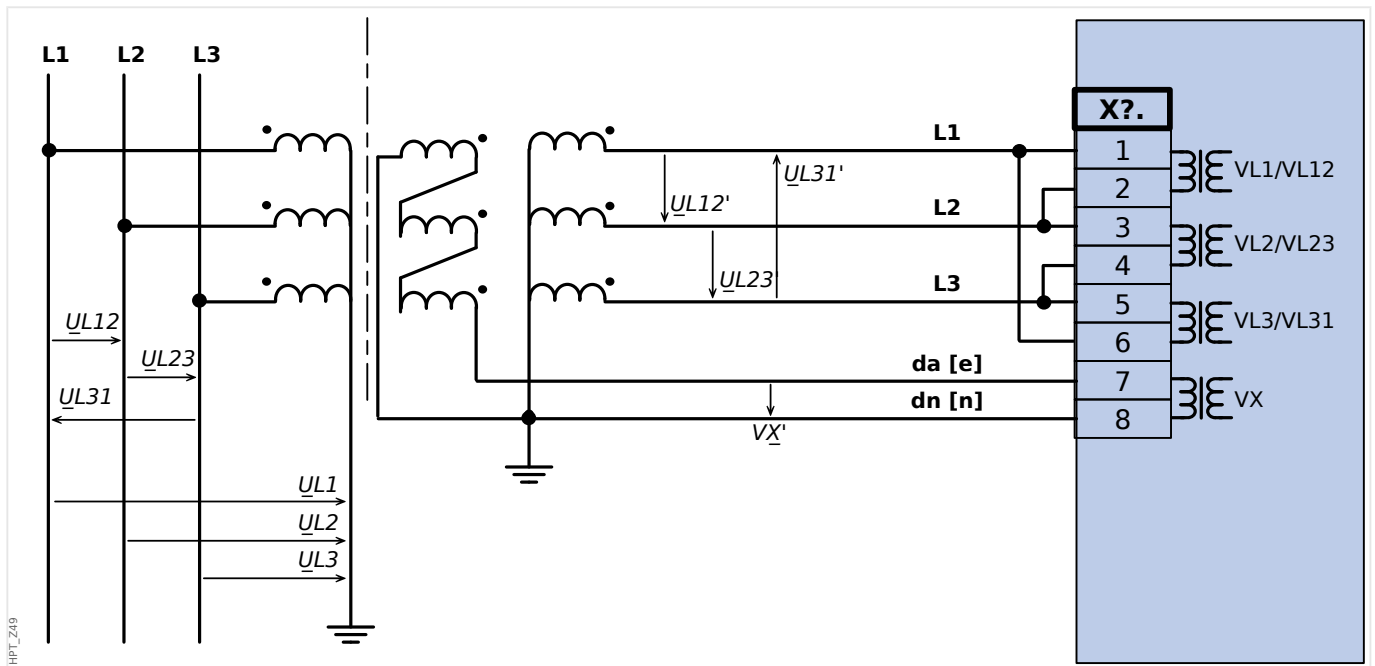 L1 L2 L3
X?.
L1
1
VL1/VL12
UL31'
2
UL12'
L2
3
VL2/VL23
4
UL23'
L3
5
VL3/VL31
UL12
6
UL23
da [e]
7
UL31
dn [n]
VX
8
VX'
UL1
UL2
UL3
HPT_Z49